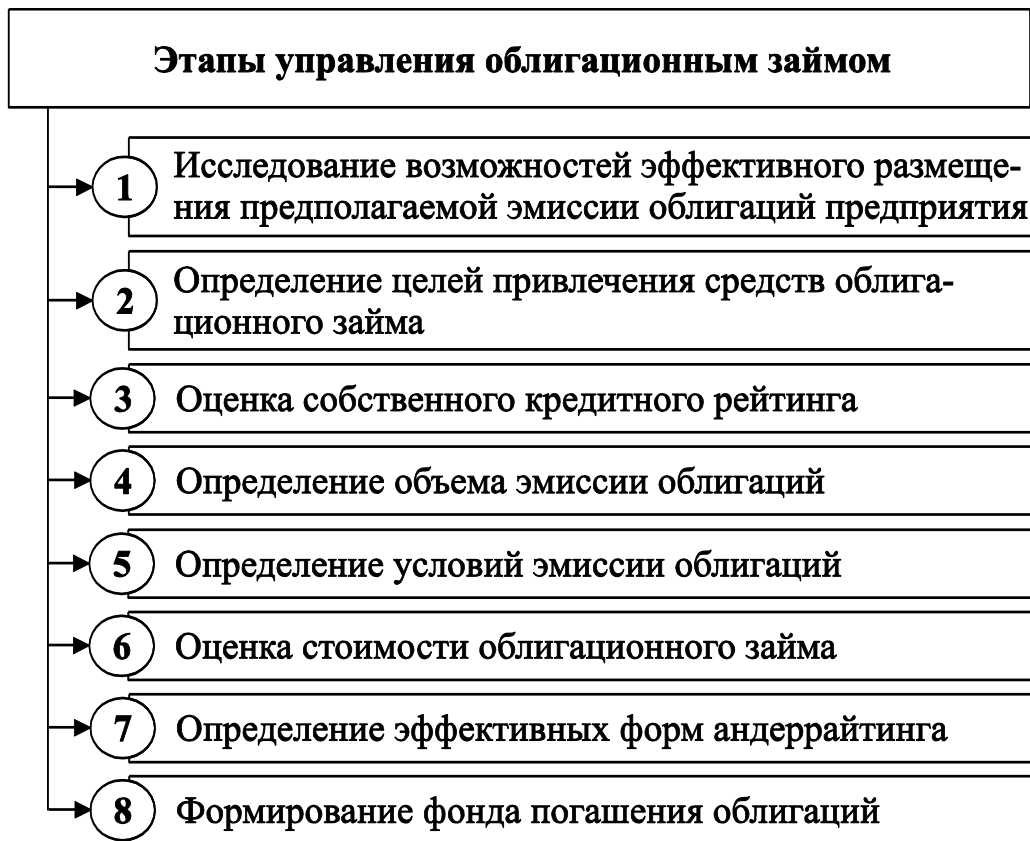 Этапы управления облигационным займом
1
Исследование возможностей эффективного размеще-
ния предполагаемой эмиссии облигаций предприятия
2
Определение целей привлечения средств облига-
ционного займа
3 Оценка собственного кредитного рейтинга
4 Определение объема эмиссии облигаций
5 Определение условий эмиссии облигаций
6 Оценка стоимости облигационного займа
7 Определение эффективных форм андеррайтинга
8 Формирование фонда погашения облигаций